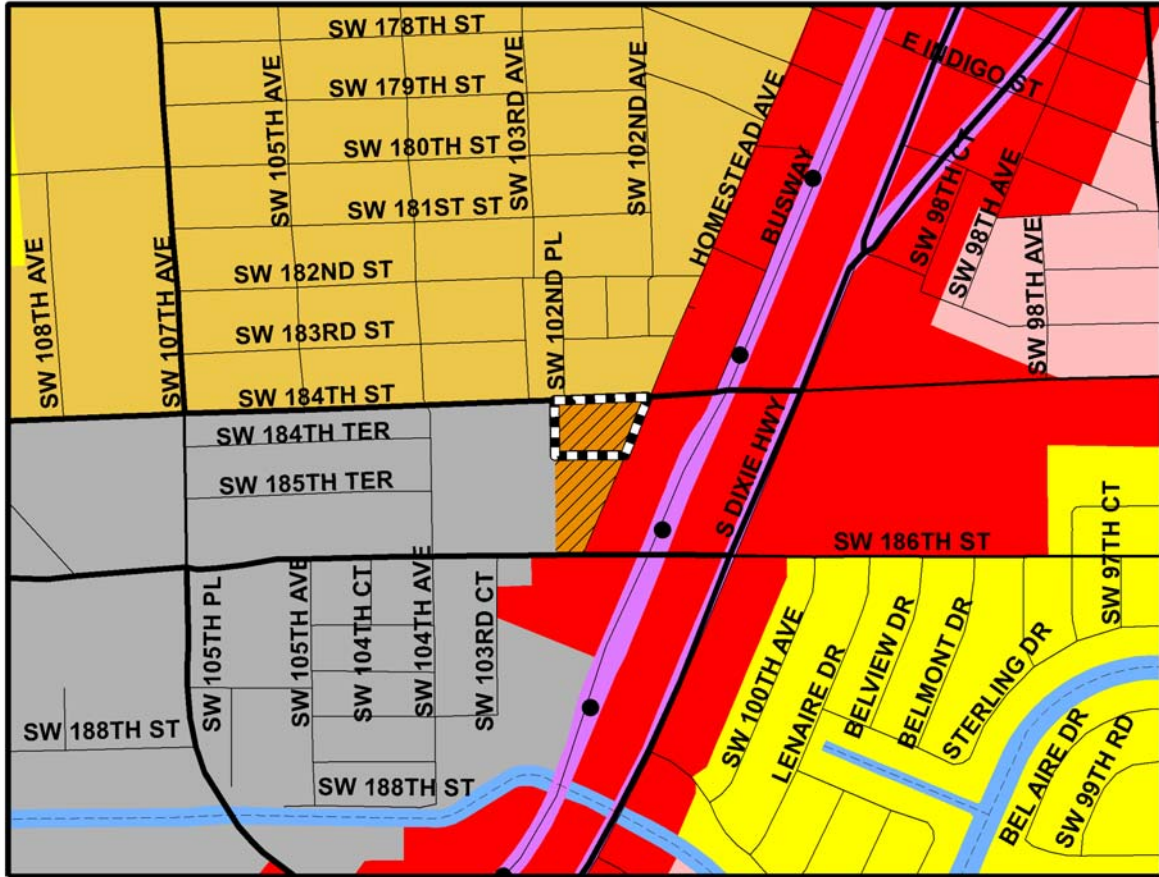 SW 178TH ST
E INDIGO ST
SW 179TH ST
SW 105TH AVE
SW 103RD AVE
SW 102ND AVE
HOMESTEAD AVE
SW 180TH ST
BUSWAY
SW 98TH CT
SW 98TH AVE
SW 181ST ST
SW 108TH AVE
SW 107TH AVE
SW 182ND ST
SW 102ND PL
SW 98TH AVE
SW 183RD ST
SW 184TH ST
SW 184TH TER
SW 185TH TER
S DIXIE HWY
SW 186TH ST
SW 97TH CT
SW 105TH PL
SW 105TH AVE
SW 104TH CT
SW 104TH AVE
SW 103RD CT
SW 100TH AVE
LENAIRE DR
BELVIEW DR
BELMONT DR
STERLING DR
SW 188TH ST
SW 188TH ST
BEL AIRE DR
SW 99TH RD